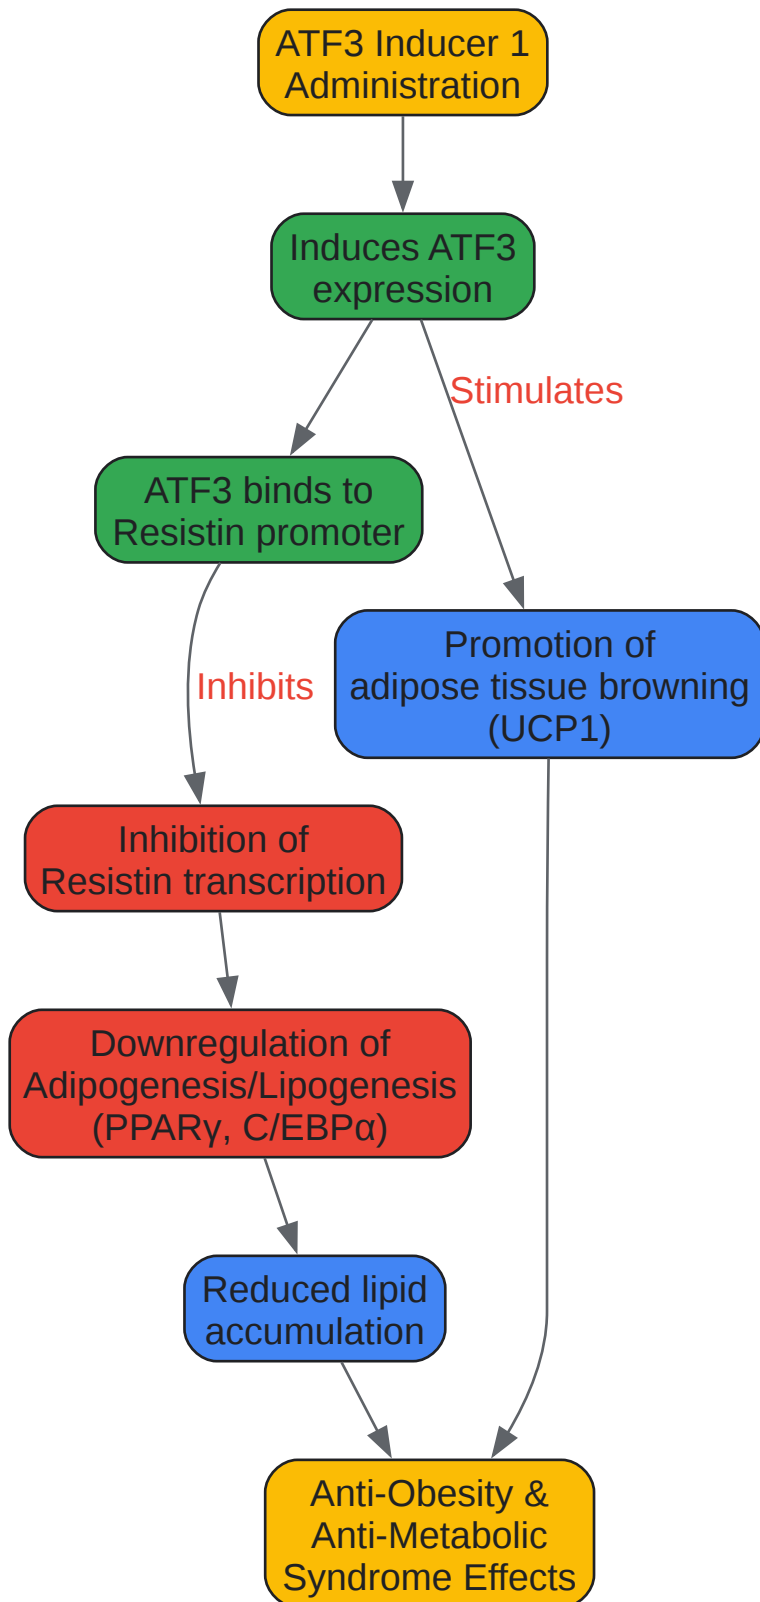 ATF3 Inducer 1
Administration
Induces ATF3
expression
Stimulates
ATF3 binds to
Resistin promoter
Promotion of
adipose tissue browning
(UCP1)
Inhibits
Inhibition of
Resistin transcription
Downregulation of
Adipogenesis/Lipogenesis
(PPARγ, C/EBPα)
Reduced lipid
accumulation
Anti-Obesity &
Anti-Metabolic
Syndrome Effects